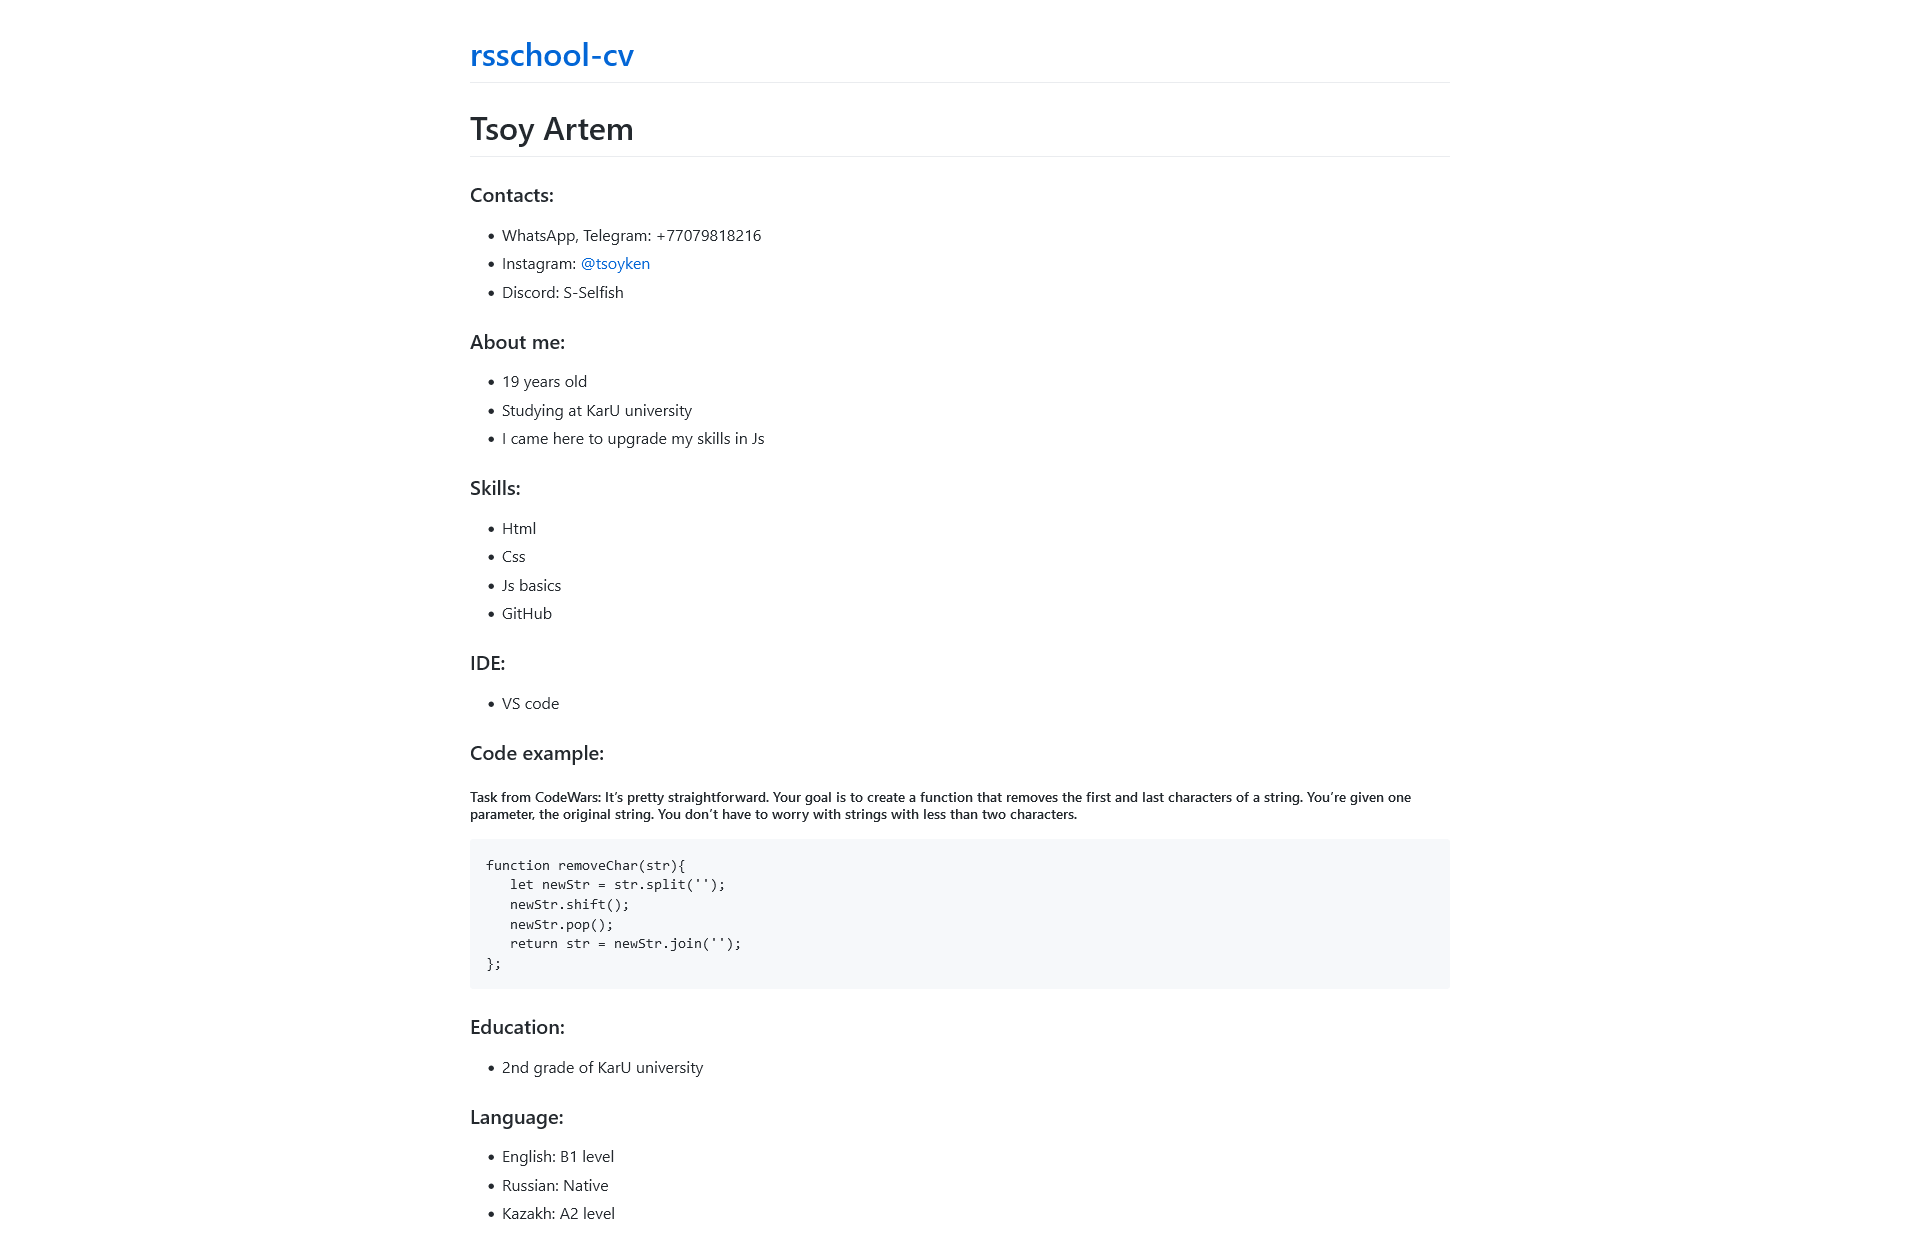 rsschool-cv
Tsoy Artem
Contacts:
• WhatsApp, Telegram: +77079818216
• Instagram: @tsoyken
• Discord: S-Selfish
About me:
• 19 years old
• Studying at KarU university
• I came here to upgrade my skills in Js
Skills:
• Html
• Css
• Js basics
• GitHub
IDE:
• VS code
Code example:
Task from CodeWars: It’s pretty straightforward. Your goal is to create a function that removes the first and last characters of a string. You’re given one
parameter, the original string. You don’t have to worry with strings with less than two characters.
function removeChar(str){
   let newStr = str.split('');
   newStr.shift();
   newStr.pop();
   return str = newStr.join('');
};
Education:
• 2nd grade of KarU university
Language:
• English: B1 level
• Russian: Native
• Kazakh: A2 level